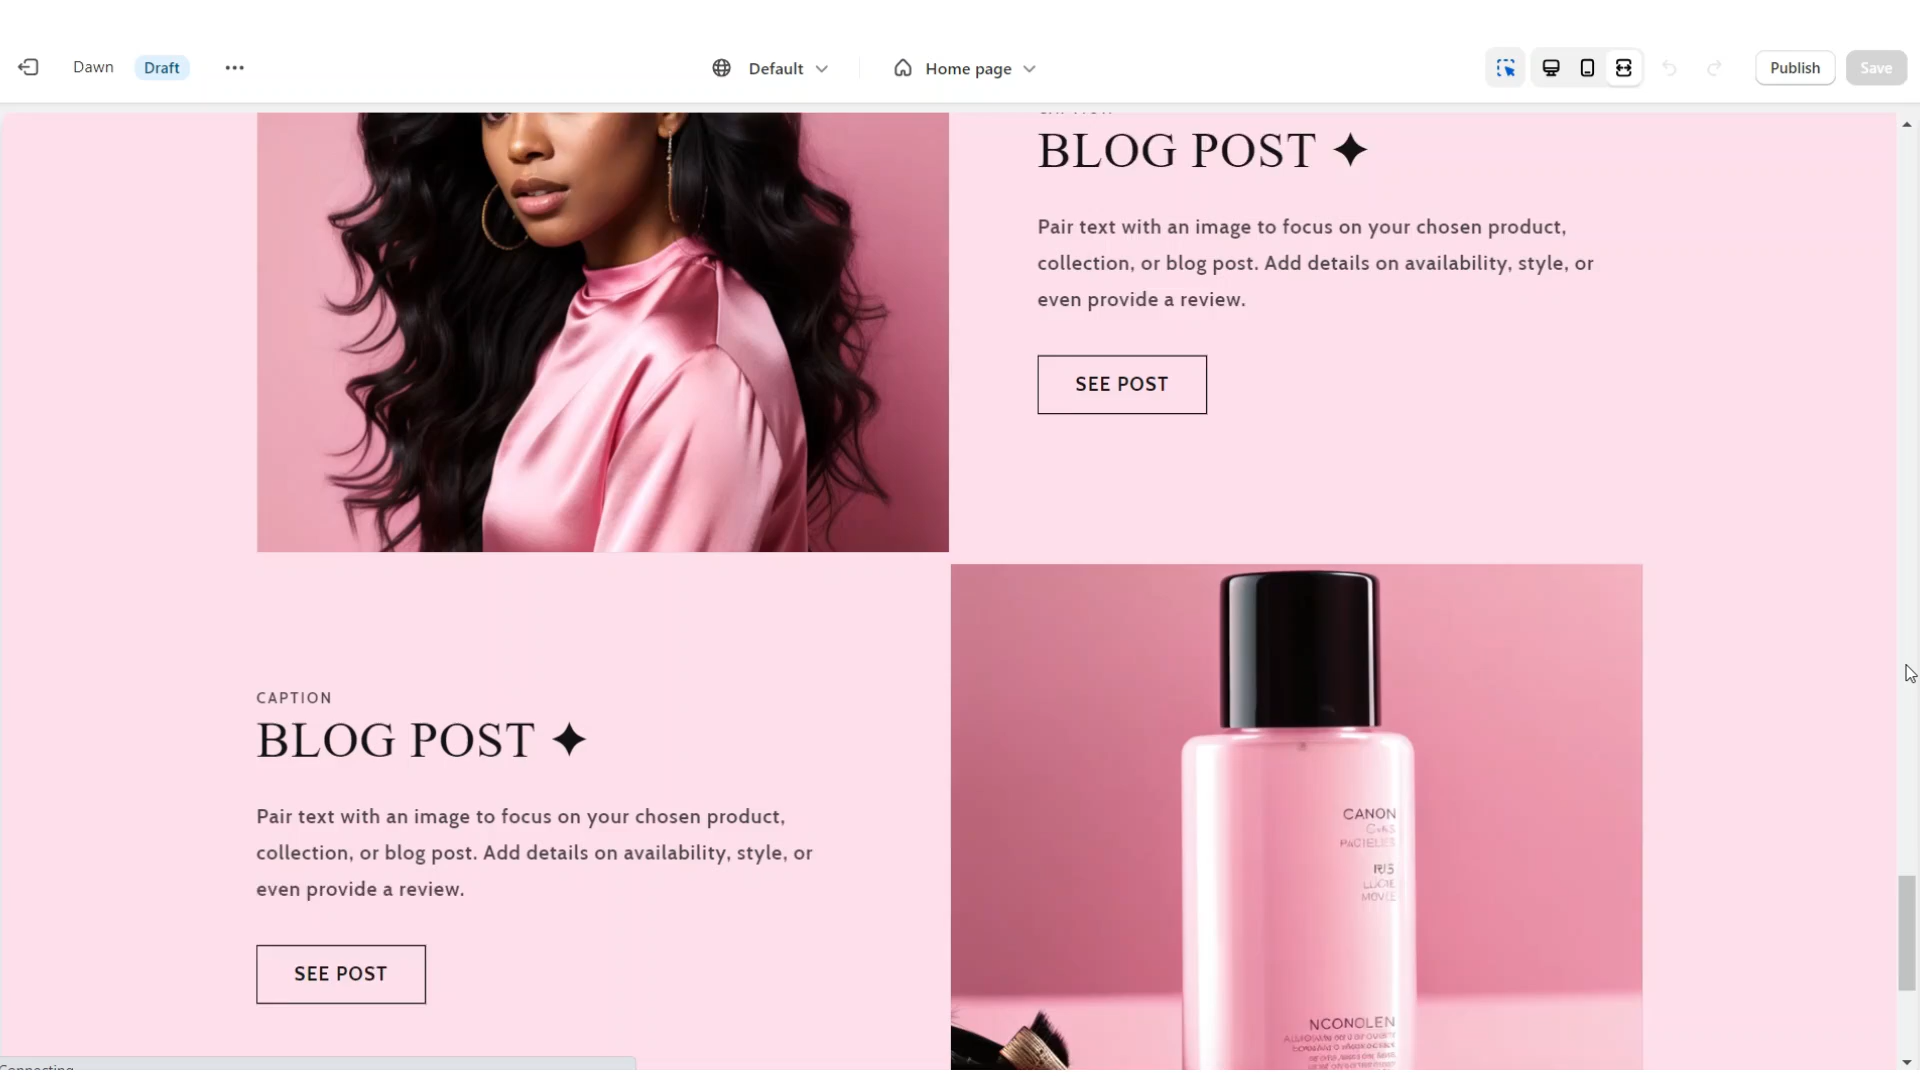 Dawn
Draft
Default
Home page
Publish
Save
BLOG POST ✦
Pair text with an image to focus on your chosen product,
collection, or blog post. Add details on availability, style, or
even provide a review.
SEE POST
CAPTION
BLOG POST ✦
Pair text with an image to focus on your chosen product,
collection, or blog post. Add details on availability, style, or
even provide a review.
SEE POST
CANON
NCONOLEN